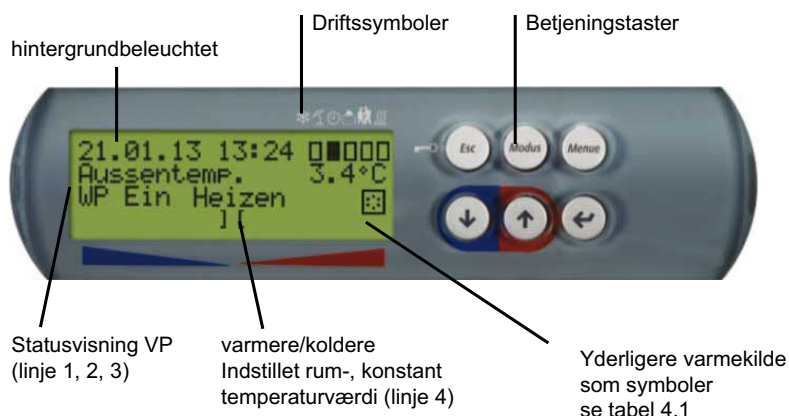 Driftssymboler
Betjeningstaster
hintergrundbeleuchtet
21.01.13 13:24
Aussentemp. 3.4°C
WP Ein Heizen
] [
Esc
Modus
Menue
Statusvisning VP
(linje 1, 2, 3)
varmere/koldere
Indstillet rum-, konstant
temperaturværdi (linje 4)
Yderligere varmekilde
som symboler
se tabel 4.1